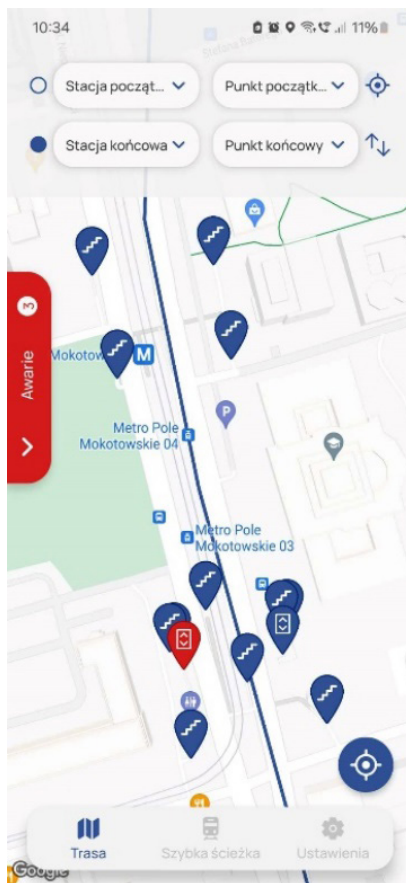 10:34
11%
Stacja począt...
Punkt początk...
Stacja końcowa
Punkt końcowy
Awarie 3
Mokotow
M
P
Metro Pole
Mokotowskie 04
Metro Pole
Mokotowskie 03
Trasa
Szybka ścieżka
Ustawienia
Google